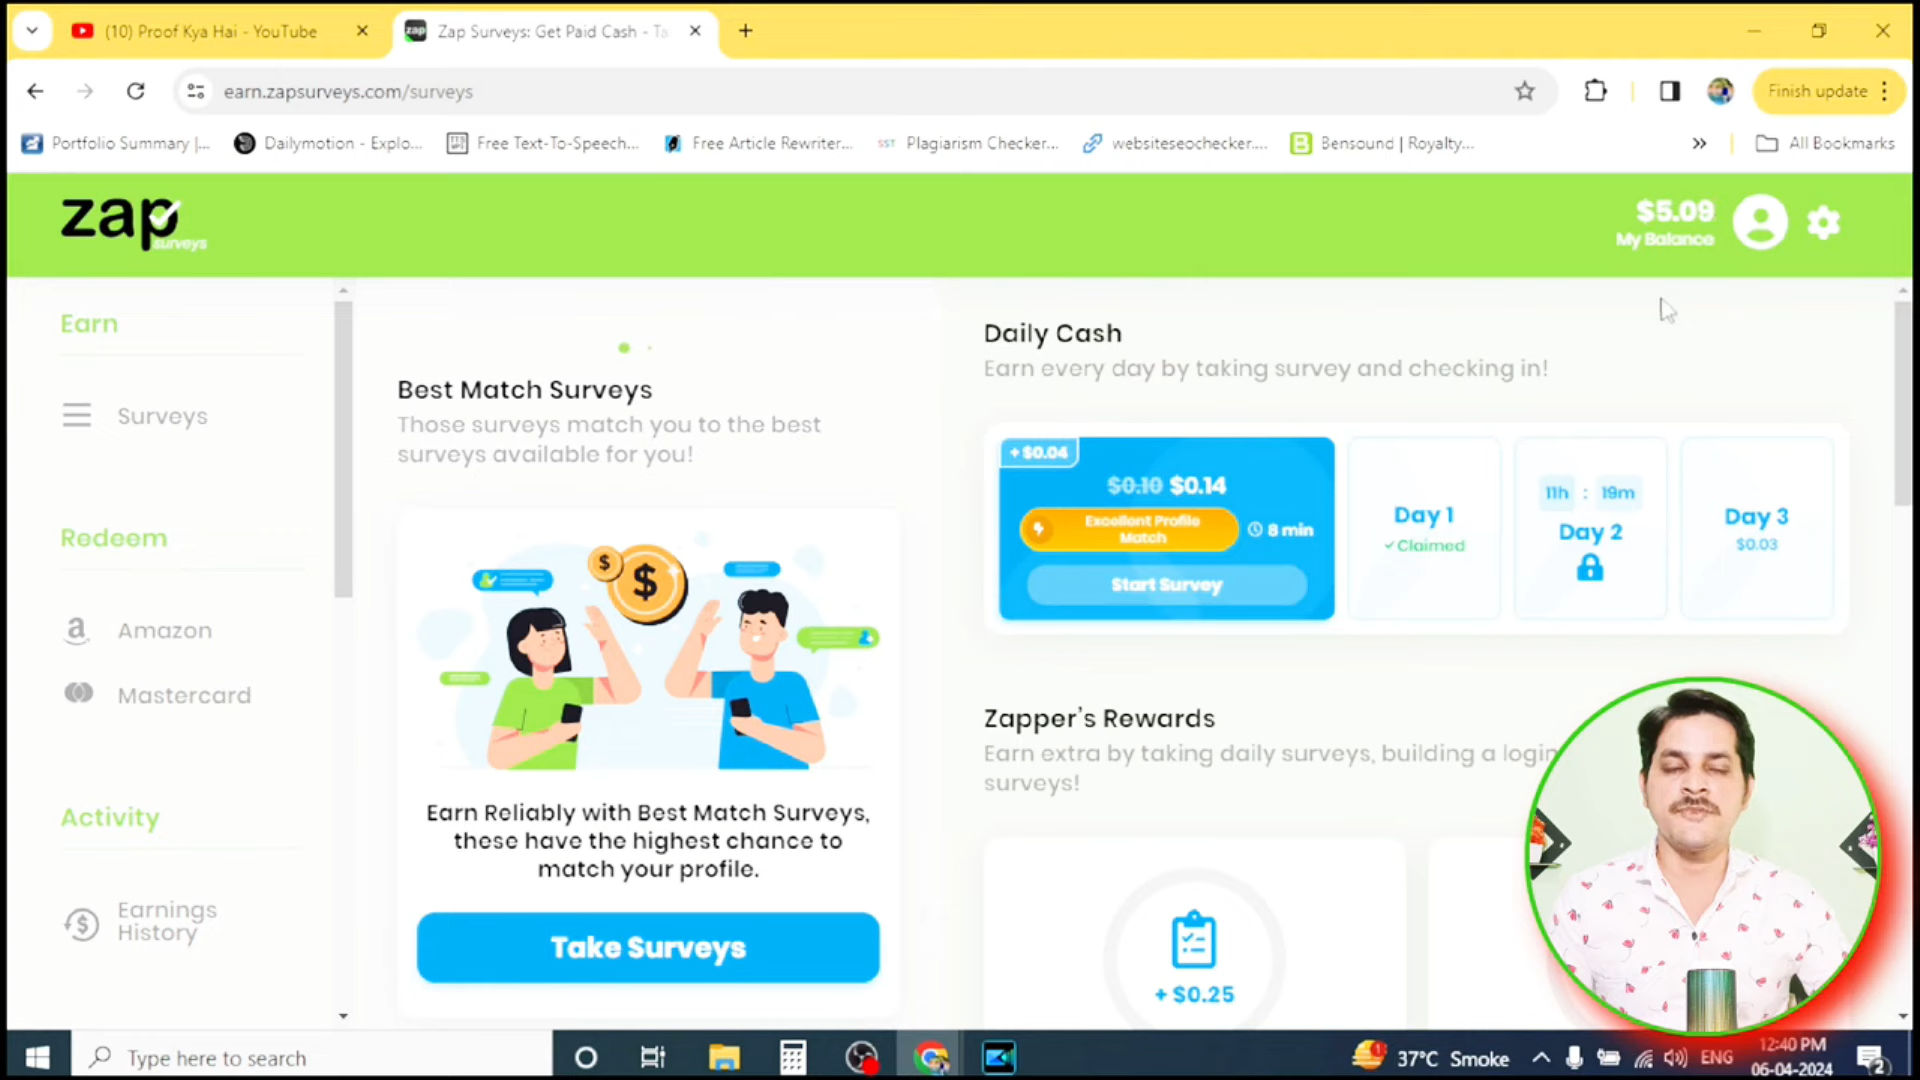 (10) Proof Kya Hai - YouTube
Zap Surveys: Get Paid Cash - Ta
earn.zapsurveys.com/surveys
Finish update
Portfolio Summary |...
Dailymotion - Explo...
Free Text-To-Speech...
Free Article Rewriter...
SST Plagiarism Checker...
websiteseochecker....
Bensound | Royalty...
All Bookmarks
zap
surveys
$5.09
My Balance
Earn
Surveys
Redeem
Amazon
Mastercard
Activity
Earnings
History
Best Match Surveys
Those surveys match you to the best
surveys available for you!
Earn Reliably with Best Match Surveys,
these have the highest chance to
match your profile.
Take Surveys
Daily Cash
Earn every day by taking survey and checking in!
+ $0.04
$0.10 $0.14
Excellent Profile
Match
8 min
Start Survey
Day 1
Claimed
11h : 19m
Day 2
Day 3
$0.03
Zapper's Rewards
Earn extra by taking daily surveys, building a login
surveys!
+ $0.25
Type here to search
37°C Smoke
ENG
12:40 PM
06-04-2024
2